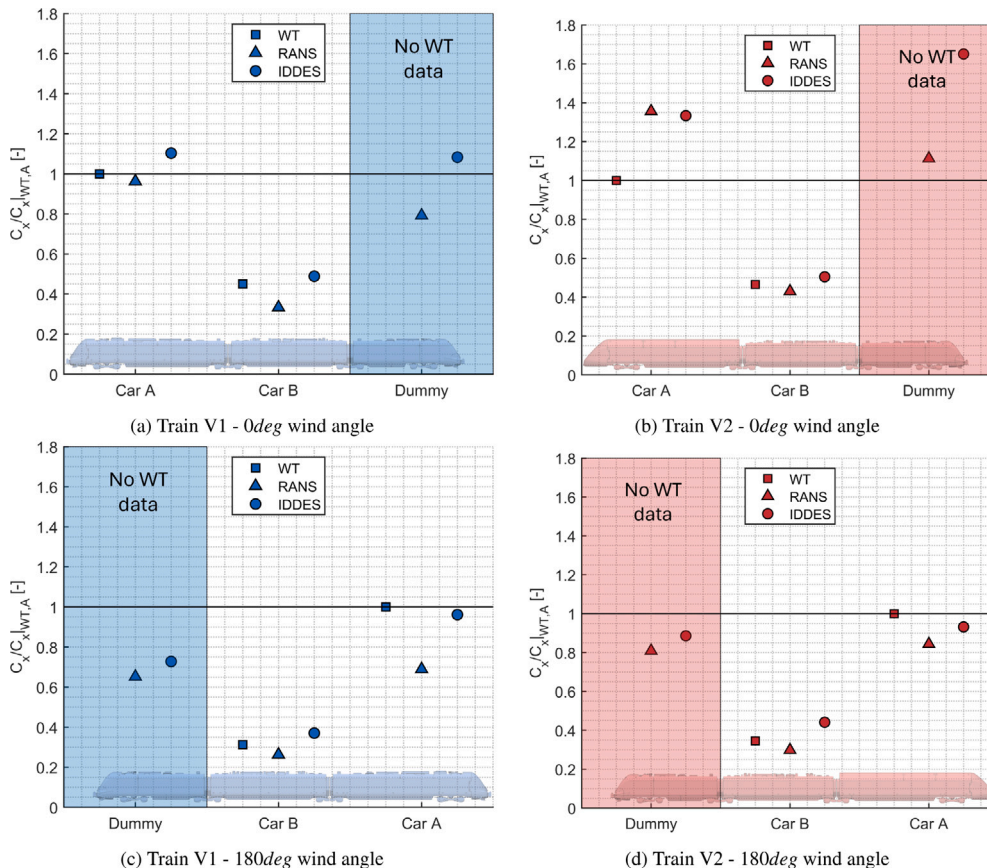 1.8
1.6
1.4
1.2
1
0.8
0.6
0.4
0.2
0
C_x/C_x|_WT,A [-]
WT
RANS
IDDES
No WT
data
Car A Car B Dummy
(a) Train V1 - 0deg wind angle
1.8
1.6
1.4
1.2
1
0.8
0.6
0.4
0.2
0
C_x/C_x|_WT,A [-]
WT
RANS
IDDES
No WT
data
Car A Car B Dummy
(b) Train V2 - 0deg wind angle
1.8
1.6
1.4
1.2
1
0.8
0.6
0.4
0.2
0
C_x/C_x|_WT,A [-]
No WT
data
WT
RANS
IDDES
Dummy Car B Car A
(c) Train V1 - 180deg wind angle
1.8
1.6
1.4
1.2
1
0.8
0.6
0.4
0.2
0
C_x/C_x|_WT,A [-]
No WT
data
WT
RANS
IDDES
Dummy Car B Car A
(d) Train V2 - 180deg wind angle